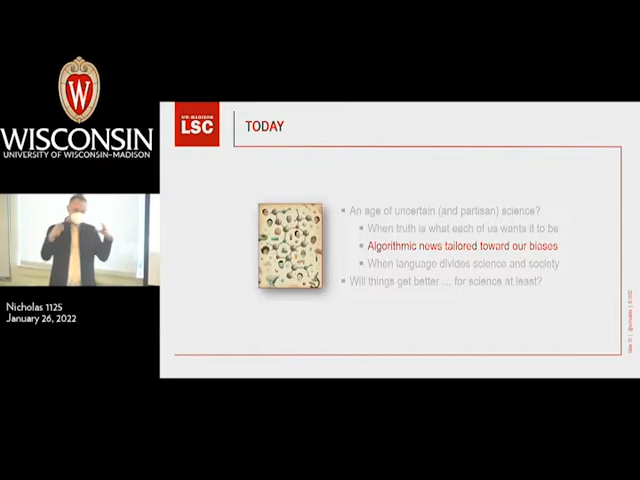 W
WISCONSIN
UNIVERSITY OF WISCONSIN-MADISON
Nicholas 1125
January 26, 2022
UW-MADISON
LSC
TODAY
An age of uncertain (and partisan) science?
When truth is what each of us wants it to be
Algorithmic news tailored toward our biases
When language divides science and society
Will things get better ... for science at least?